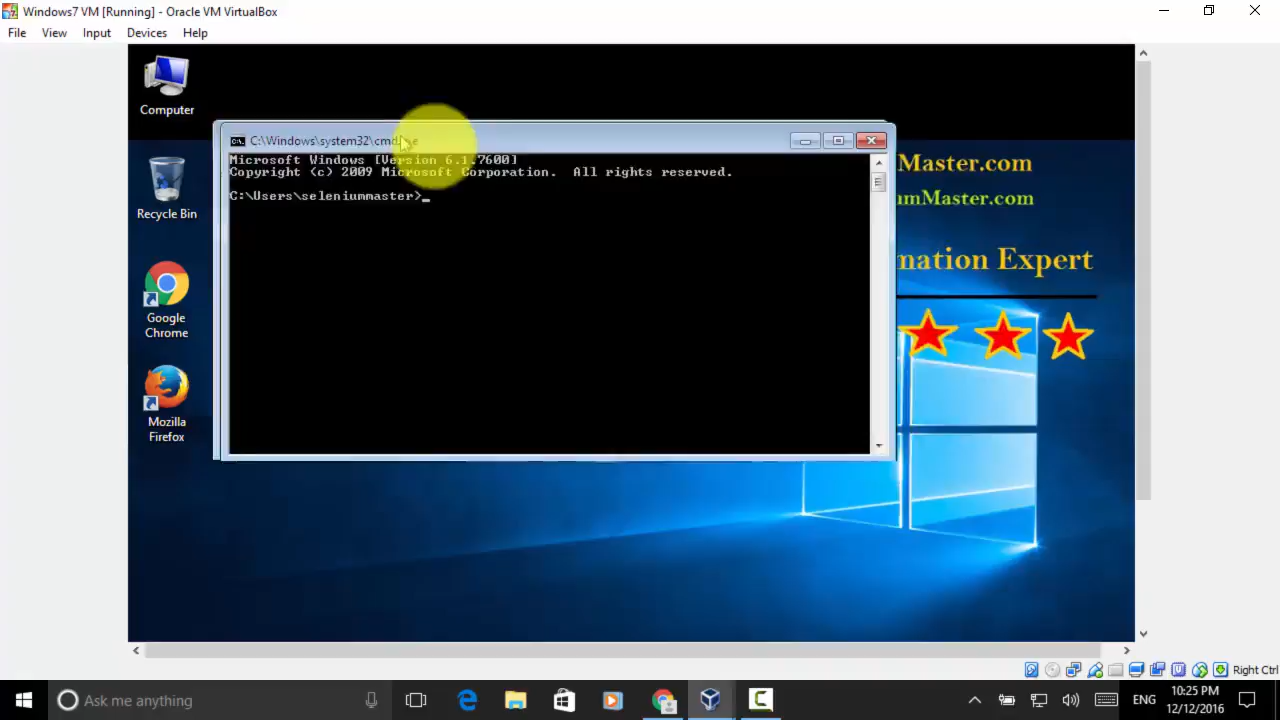 Windows7 VM [Running] - Oracle VM VirtualBox
File View Input Devices Help
Computer
Recycle Bin
Google
Chrome
Mozilla
Firefox
C:\Windows\system32\cmd
Microsoft Windows [Version 6.1.7600]
Copyright (c) 2009 Microsoft Corporation. All rights reserved.
C:\Users\seleniummaster>_
Master.com
umMaster.com
mation Expert
Right Ctrl
Ask me anything
ENG
10:25 PM
12/12/2016